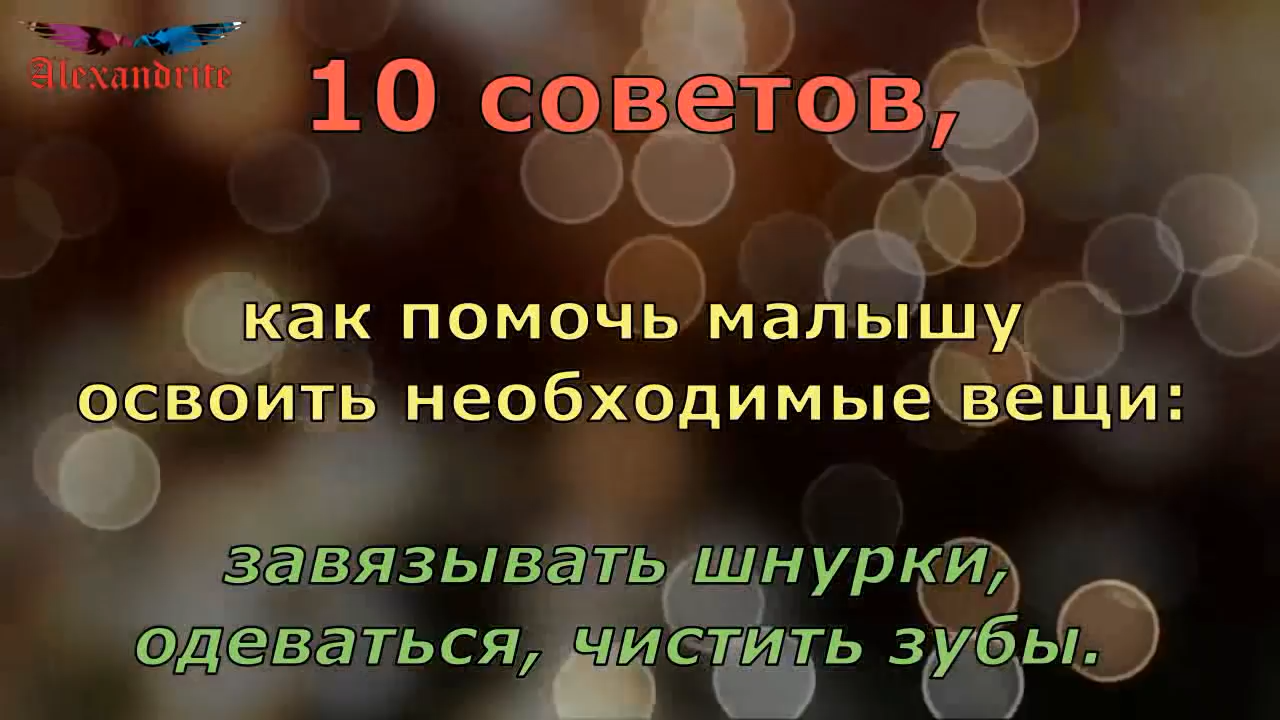 Alexandrite
10 советов,
как помочь малышу
освоить необходимые вещи:
завязывать шнурки,
одеваться, чистить зубы.